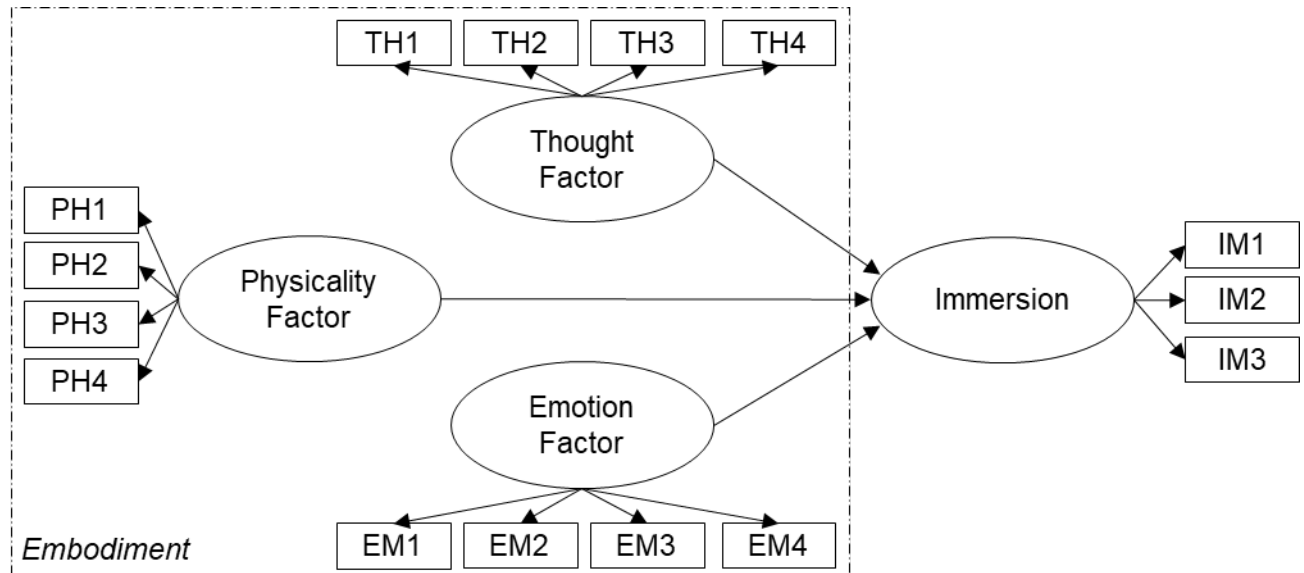 TH1
TH2
TH3
TH4
Thought
Factor
PH1
PH2
PH3
PH4
Physicality
Factor
Immersion
IM1
IM2
IM3
Emotion
Factor
EM1
EM2
EM3
EM4
Embodiment